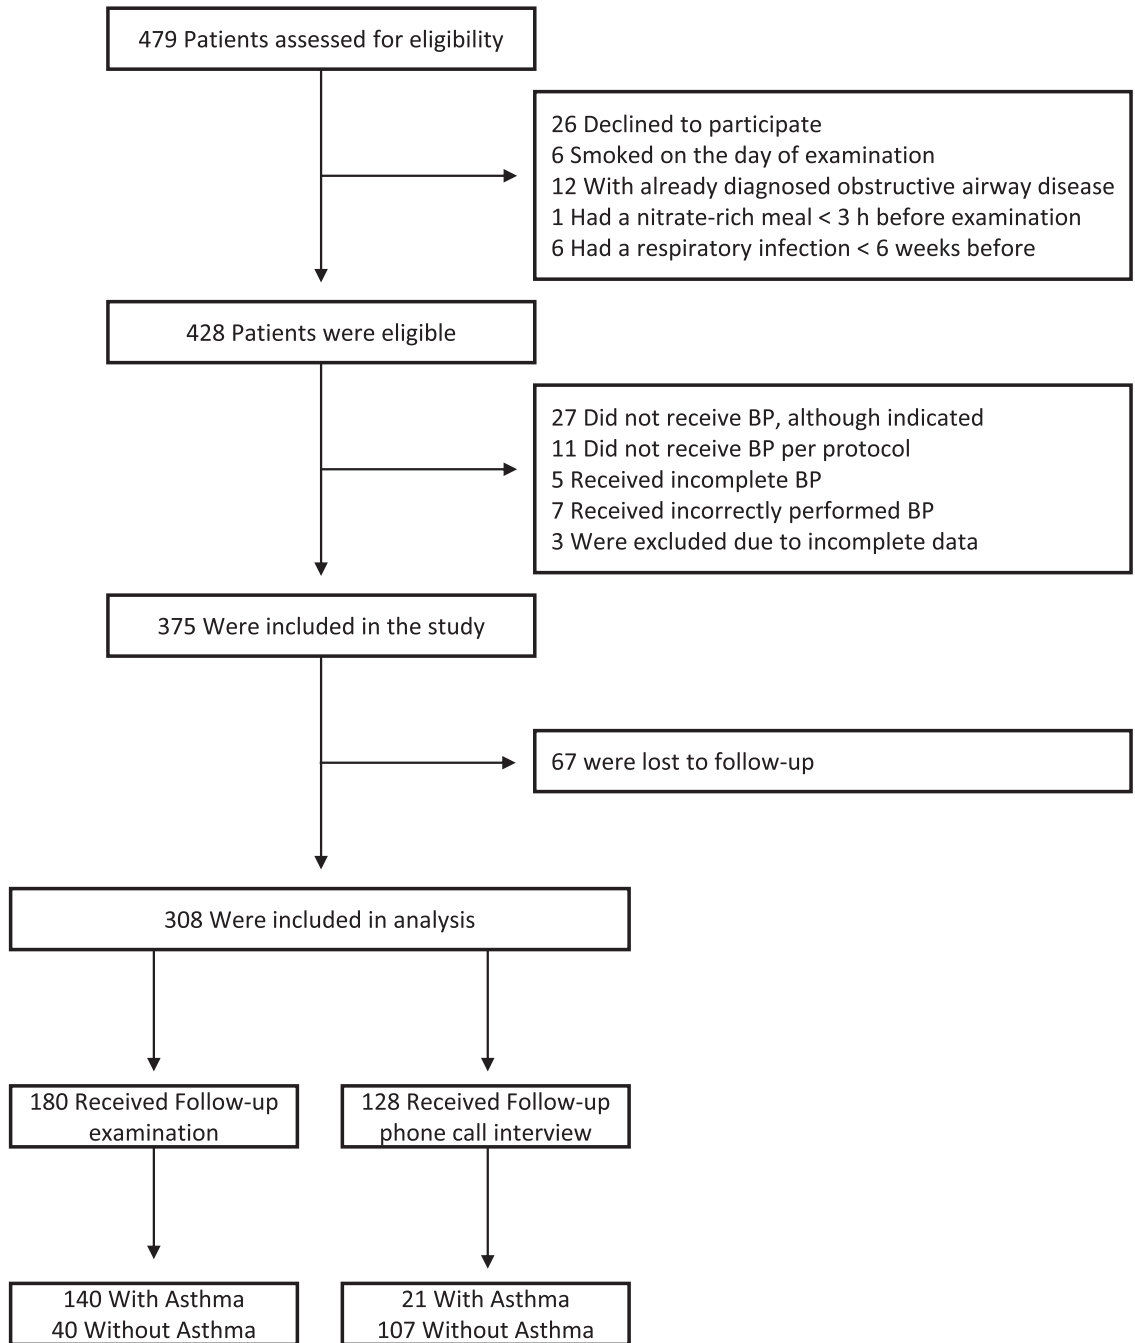 479 Patients assessed for eligibility
26 Declined to participate
6 Smoked on the day of examination
12 With already diagnosed obstructive airway disease
1 Had a nitrate-rich meal < 3 h before examination
6 Had a respiratory infection < 6 weeks before
428 Patients were eligible
27 Did not receive BP, although indicated
11 Did not receive BP per protocol
5 Received incomplete BP
7 Received incorrectly performed BP
3 Were excluded due to incomplete data
375 Were included in the study
67 were lost to follow-up
308 Were included in analysis
180 Received Follow-up
examination
128 Received Follow-up
phone call interview
140 With Asthma
40 Without Asthma
21 With Asthma
107 Without Asthma